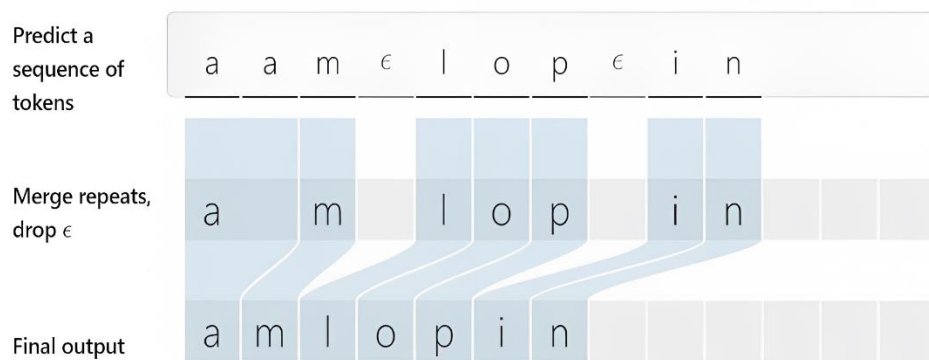 Predict a
sequence of
tokens
a a m ϵ l o p ϵ i n
Merge repeats,
drop ϵ
a m l o p i n
Final output
a m l o p i n